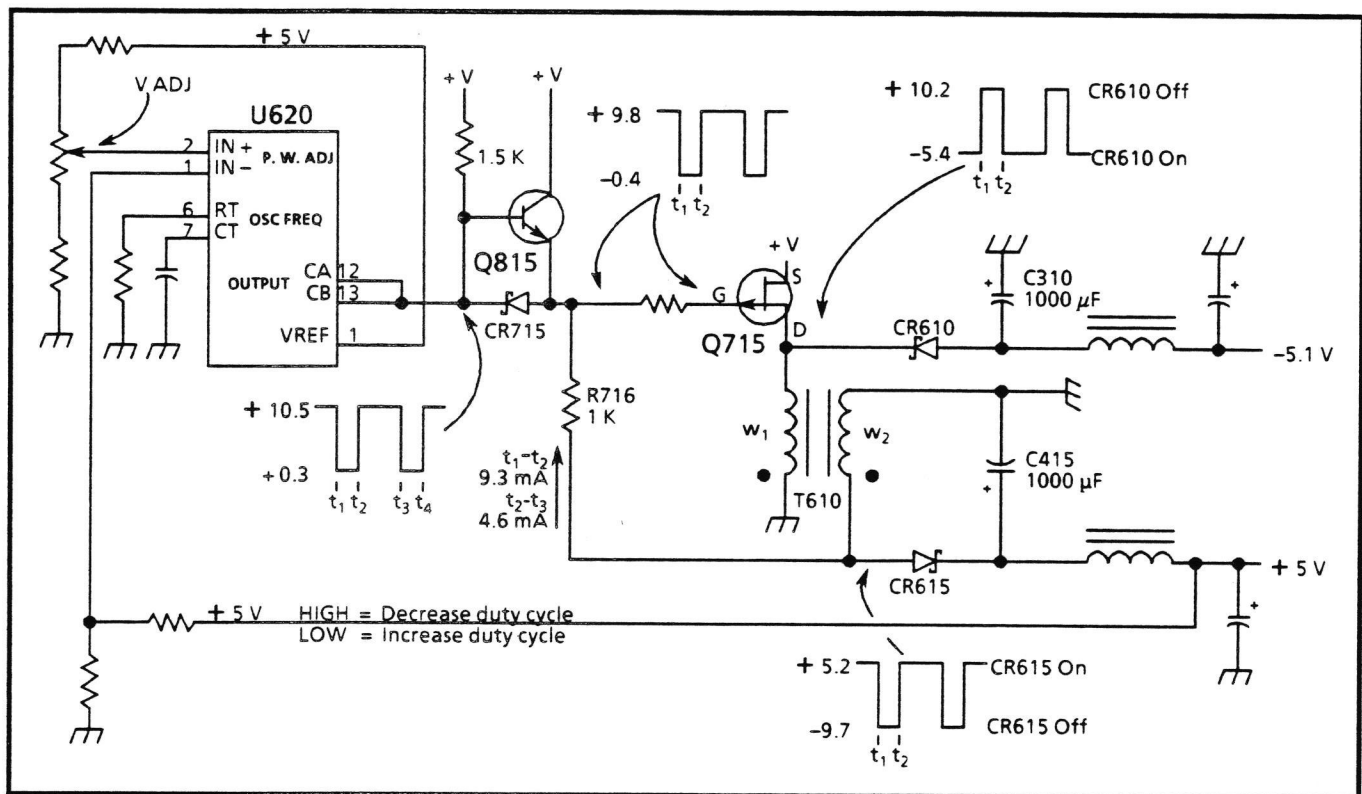 + 5 V
V ADJ
U620
2 IN + P. W. ADJ
1 IN −
6 RT OSC FREQ
7 CT
OUTPUT CA 12
CB 13
VREF 1
+ V
+ V
1.5 K
Q815
CR715
+ 9.8
−0.4
t1 t2
+ 10.2 CR610 Off
−5.4 CR610 On
t1 t2
+ V
S
G
D
Q715
CR610
C310
1000 µF
−5.1 V
+ 10.5
+ 0.3
t1 t2 t3 t4
R716
1 K
t1−t2
9.3 mA
t2−t3
4.6 mA
w1 w2
T610
C415
1000 µF
+
+
+
+
CR615
+ 5 V
+ 5 V HIGH = Decrease duty cycle
LOW = Increase duty cycle
+ 5.2 CR615 On
−9.7 CR615 Off
t1 t2